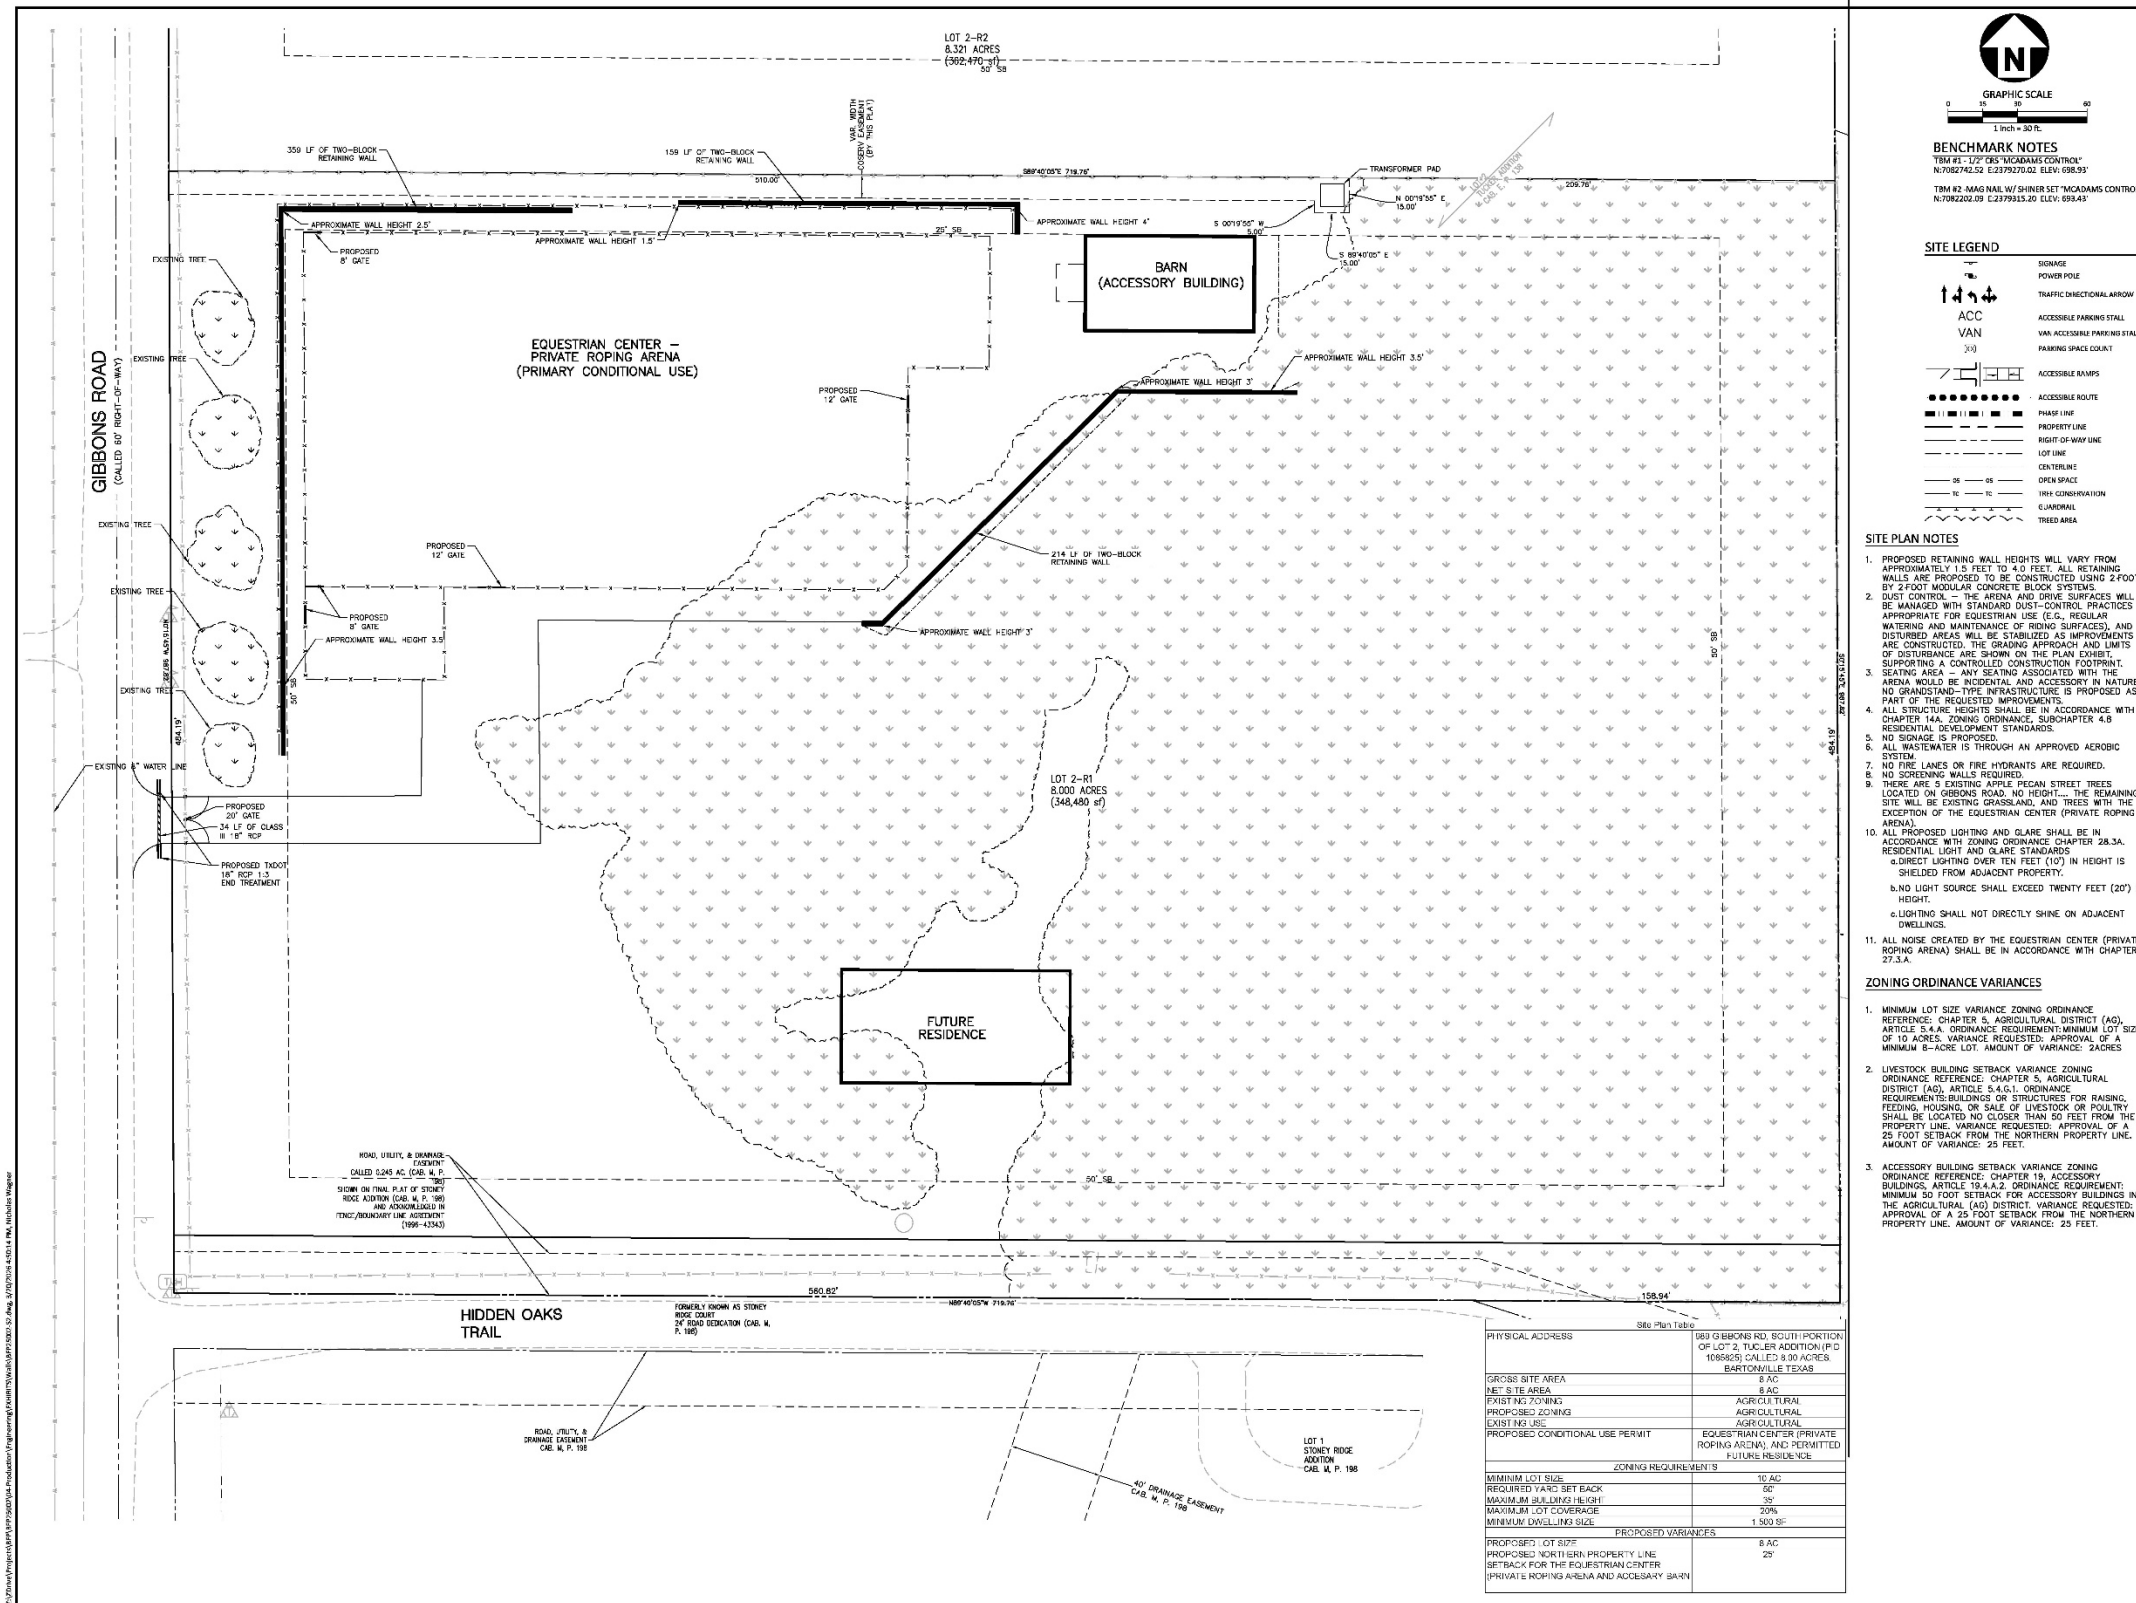 LOT 2-R2
8.321 ACRES
(362,470 sf)
50' SB
VAR. WIDTH
COSERV EASEMENT
(BY THIS PLAT)
359 LF OF TWO-BLOCK
RETAINING WALL
159 LF OF TWO-BLOCK
RETAINING WALL
510.00'
S89°40'05"E 719.76'
209.76'
TRANSFORMER PAD
N 00°19'55" E
15.00'
S 00°19'55" W
5.00'
S 89°40'05" E
15.00'
LOT 2
TUCKER ADDITION
CAB. E, P. 138
APPROXIMATE WALL HEIGHT 2.5'
APPROXIMATE WALL HEIGHT 1.5'
APPROXIMATE WALL HEIGHT 4'
25' SB
PROPOSED
8' GATE
EXISTING TREE
BARN
(ACCESSORY BUILDING)
EQUESTRIAN CENTER –
PRIVATE ROPING ARENA
(PRIMARY CONDITIONAL USE)
EXISTING TREE
GIBBONS ROAD
(CALLED 60' RIGHT-OF-WAY)
PROPOSED
12' GATE
APPROXIMATE WALL HEIGHT 3'
APPROXIMATE WALL HEIGHT 3.5'
EXISTING TREE
PROPOSED
12' GATE
214 LF OF TWO-BLOCK
RETAINING WALL
EXISTING TREE
PROPOSED
8' GATE
APPROXIMATE WALL HEIGHT 3.5'
APPROXIMATE WALL HEIGHT 3'
50' SB
50' SB
EXISTING TREE
484.19'
484.19'
EXISTING 8" WATER LINE
PROPOSED
20' GATE
34 LF OF CLASS
III 18" RCP
PROPOSED TXDOT
18" RCP 1:3
END TREATMENT
LOT 2-R1
8.000 ACRES
(348,480 sf)
FUTURE
RESIDENCE
ROAD, UTILITY, & DRAINAGE
EASEMENT
CALLED 0.245 AC. (CAB. M, P.
198)
SHOWN ON FINAL PLAT OF STONEY
RIDGE ADDITION (CAB. M, P. 198)
AND ACKNOWLEDGED IN
FENCE/BOUNDARY LINE AGREEMENT
(1996-43343)
50' SB
560.82'
N89°40'05"W 719.76'
158.94'
HIDDEN OAKS
TRAIL
FORMERLY KNOWN AS STONEY
RIDGE COURT
24' ROAD DEDICATION (CAB. M,
P. 198)
ROAD, UTILITY, &
DRAINAGE EASEMENT
CAB. M, P. 198
40' DRAINAGE EASEMENT
CAB. M, P. 198
LOT 1
STONEY RIDGE
ADDITION
CAB. M, P. 198
Site Plan Table
PHYSICAL ADDRESS
989 GIBBONS RD, SOUTH PORTION
OF LOT 2, TUCLER ADDITION (PID
1086825) CALLED 8.00 ACRES.
BARTONVILLE TEXAS
GROSS SITE AREA 8 AC
NET SITE AREA 8 AC
EXISTING ZONING AGRICULTURAL
PROPOSED ZONING AGRICULTURAL
EXISTING USE AGRICULTURAL
PROPOSED CONDITIONAL USE PERMIT EQUESTRIAN CENTER (PRIVATE
ROPING ARENA), AND PERMITTED
FUTURE RESIDENCE
ZONING REQUIREMENTS
MIMINIM LOT SIZE 10 AC
REQUIRED YARD SET BACK 50'
MAXIMUM BUILDING HEIGHT 35'
MAXIMUM LOT COVERAGE 20%
MINIMUM DWELLING SIZE 1,500 SF
PROPOSED VARIANCES
PROPOSED LOT SIZE 8 AC
PROPOSED NORTHERN PROPERTY LINE 25'
SETBACK FOR THE EQUESTRIAN CENTER
(PRIVATE ROPING ARENA AND ACCESARY BARN
N
GRAPHIC SCALE
0 15 30 60
1 inch = 30 ft.
BENCHMARK NOTES
TBM #1 - 1/2" CRS "MCADAMS CONTROL"
N:7082742.52 E:2379270.02 ELEV: 698.93'
TBM #2 -MAG NAIL W/ SHINER SET "MCADAMS CONTRO
N:7082202.09 E:2379315.20 ELEV: 693.43'
SITE LEGEND
SIGNAGE
POWER POLE
TRAFFIC DIRECTIONAL ARROW
ACC ACCESSIBLE PARKING STALL
VAN VAN ACCESSIBLE PARKING STAL
(XX) PARKING SPACE COUNT
ACCESSIBLE RAMPS
ACCESSIBLE ROUTE
PHASE LINE
PROPERTY LINE
RIGHT-OF-WAY LINE
LOT LINE
CENTERLINE
OS OS OPEN SPACE
TC TC TREE CONSERVATION
GUARDRAIL
TREED AREA
SITE PLAN NOTES
1. PROPOSED RETAINING WALL HEIGHTS WILL VARY FROM
APPROXIMATELY 1.5 FEET TO 4.0 FEET. ALL RETAINING
WALLS ARE PROPOSED TO BE CONSTRUCTED USING 2-FOOT
BY 2-FOOT MODULAR CONCRETE BLOCK SYSTEMS.
2. DUST CONTROL – THE ARENA AND DRIVE SURFACES WILL
BE MANAGED WITH STANDARD DUST-CONTROL PRACTICES
APPROPRIATE FOR EQUESTRIAN USE (E.G., REGULAR
WATERING AND MAINTENANCE OF RIDING SURFACES), AND
DISTURBED AREAS WILL BE STABILIZED AS IMPROVEMENTS
ARE CONSTRUCTED. THE GRADING APPROACH AND LIMITS
OF DISTURBANCE ARE SHOWN ON THE PLAN EXHIBIT,
SUPPORTING A CONTROLLED CONSTRUCTION FOOTPRINT.
3. SEATING AREA – ANY SEATING ASSOCIATED WITH THE
ARENA WOULD BE INCIDENTAL AND ACCESSORY IN NATURE
NO GRANDSTAND-TYPE INFRASTRUCTURE IS PROPOSED AS
PART OF THE REQUESTED IMPROVEMENTS.
4. ALL STRUCTURE HEIGHTS SHALL BE IN ACCORDANCE WITH
CHAPTER 14A. ZONING ORDINANCE, SUBCHAPTER 4.8
RESIDENTIAL DEVELOPMENT STANDARDS.
5. NO SIGNAGE IS PROPOSED.
6. ALL WASTEWATER IS THROUGH AN APPROVED AEROBIC
SYSTEM.
7. NO FIRE LANES OR FIRE HYDRANTS ARE REQUIRED.
8. NO SCREENING WALLS REQUIRED.
9. THERE ARE 5 EXISTING APPLE PECAN STREET TREES
LOCATED ON GIBBONS ROAD. NO HEIGHT.... THE REMAINING
SITE WILL BE EXISTING GRASSLAND, AND TREES WITH THE
EXCEPTION OF THE EQUESTRIAN CENTER (PRIVATE ROPING
ARENA).
10. ALL PROPOSED LIGHTING AND GLARE SHALL BE IN
ACCORDANCE WITH ZONING ORDINANCE CHAPTER 28.3A.
RESIDENTIAL LIGHT AND GLARE STANDARDS
a.DIRECT LIGHTING OVER TEN FEET (10') IN HEIGHT IS
SHIELDED FROM ADJACENT PROPERTY.
b.NO LIGHT SOURCE SHALL EXCEED TWENTY FEET (20')
HEIGHT.
c.LIGHTING SHALL NOT DIRECTLY SHINE ON ADJACENT
DWELLINGS.
11. ALL NOISE CREATED BY THE EQUESTRIAN CENTER (PRIVATE
ROPING ARENA) SHALL BE IN ACCORDANCE WITH CHAPTER
27.3.A.
ZONING ORDINANCE VARIANCES
1. MINIMUM LOT SIZE VARIANCE ZONING ORDINANCE
REFERENCE: CHAPTER 5, AGRICULTURAL DISTRICT (AG),
ARTICLE 5.4.A. ORDINANCE REQUIREMENT:MINIMUM LOT SIZE
OF 10 ACRES. VARIANCE REQUESTED: APPROVAL OF A
MINIMUM 8-ACRE LOT. AMOUNT OF VARIANCE: 2ACRES
2. LIVESTOCK BUILDING SETBACK VARIANCE ZONING
ORDINANCE REFERENCE: CHAPTER 5, AGRICULTURAL
DISTRICT (AG), ARTICLE 5.4.G.1. ORDINANCE
REQUIREMENTS:BUILDINGS OR STRUCTURES FOR RAISING,
FEEDING, HOUSING, OR SALE OF LIVESTOCK OR POULTRY
SHALL BE LOCATED NO CLOSER THAN 50 FEET FROM THE
PROPERTY LINE. VARIANCE REQUESTED: APPROVAL OF A
25 FOOT SETBACK FROM THE NORTHERN PROPERTY LINE.
AMOUNT OF VARIANCE: 25 FEET.
3. ACCESSORY BUILDING SETBACK VARIANCE ZONING
ORDINANCE REFERENCE: CHAPTER 19, ACCESSORY
BUILDINGS, ARTICLE 19.4.A.2. ORDINANCE REQUIREMENT:
MINIMUM 50 FOOT SETBACK FOR ACCESSORY BUILDINGS IN
THE AGRICULTURAL (AG) DISTRICT. VARIANCE REQUESTED:
APPROVAL OF A 25 FOOT SETBACK FROM THE NORTHERN
PROPERTY LINE. AMOUNT OF VARIANCE: 25 FEET.